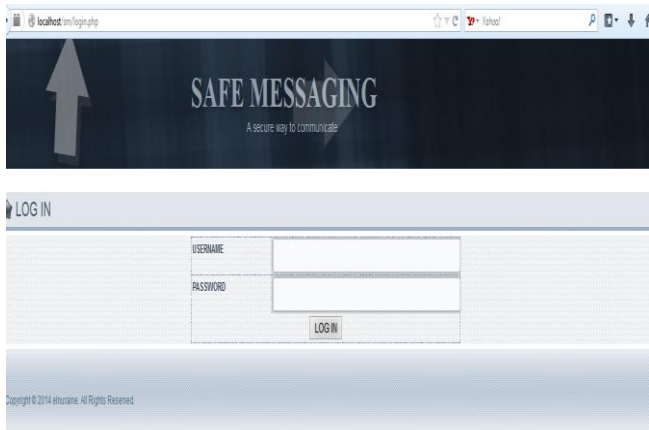 localhost/sm/login.php
Yahoo!
SAFE MESSAGING
A secure way to communicate
LOG IN
USERNAME
PASSWORD
LOG IN
Copyright © 2014 elnuraine. All Rights Reserved.